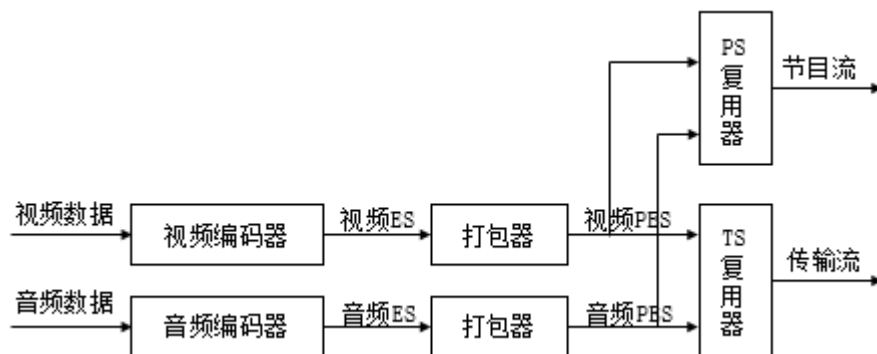 PS
复
用
器
节目流
视频数据
视频编码器
视频ES
打包器
视频PES
TS
复
用
器
传输流
音频数据
音频编码器
音频ES
打包器
音频PES